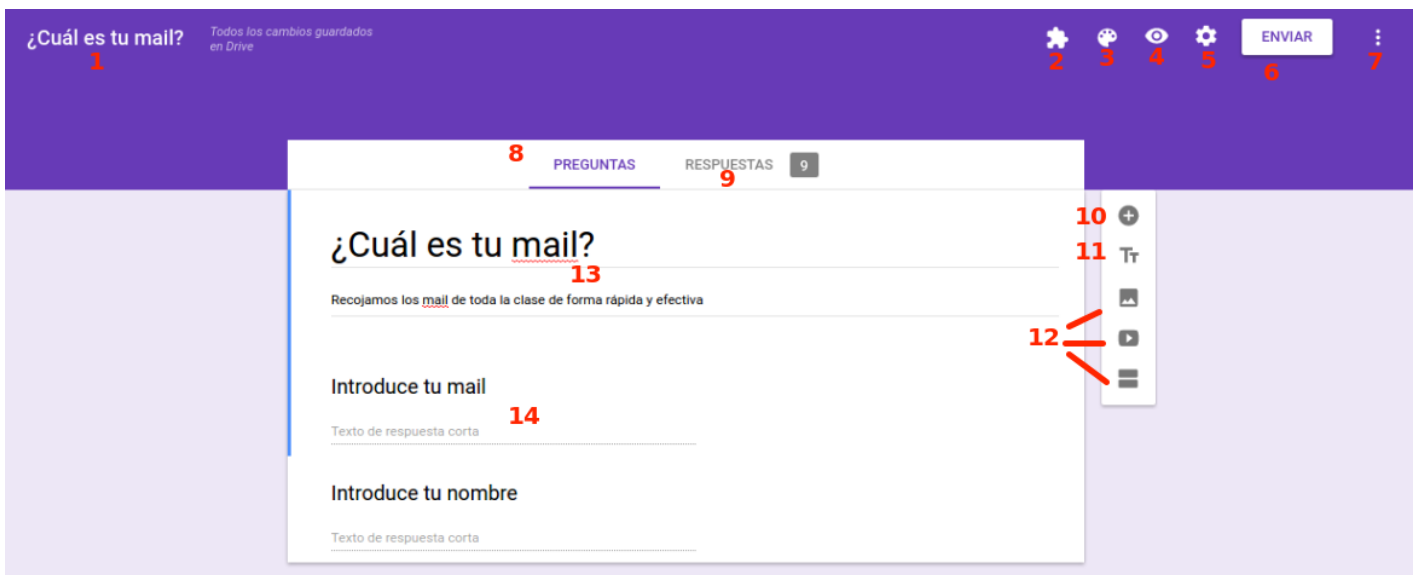 ¿Cuál es tu mail?
Todos los cambios guardados
en Drive
ENVIAR
1
2
3
4
5
6
7
8
PREGUNTAS
RESPUESTAS
9
9
10
¿Cuál es tu mail?
11
Tт
13
Recojamos los mail de toda la clase de forma rápida y efectiva
12
Introduce tu mail
14
Texto de respuesta corta
Introduce tu nombre
Texto de respuesta corta